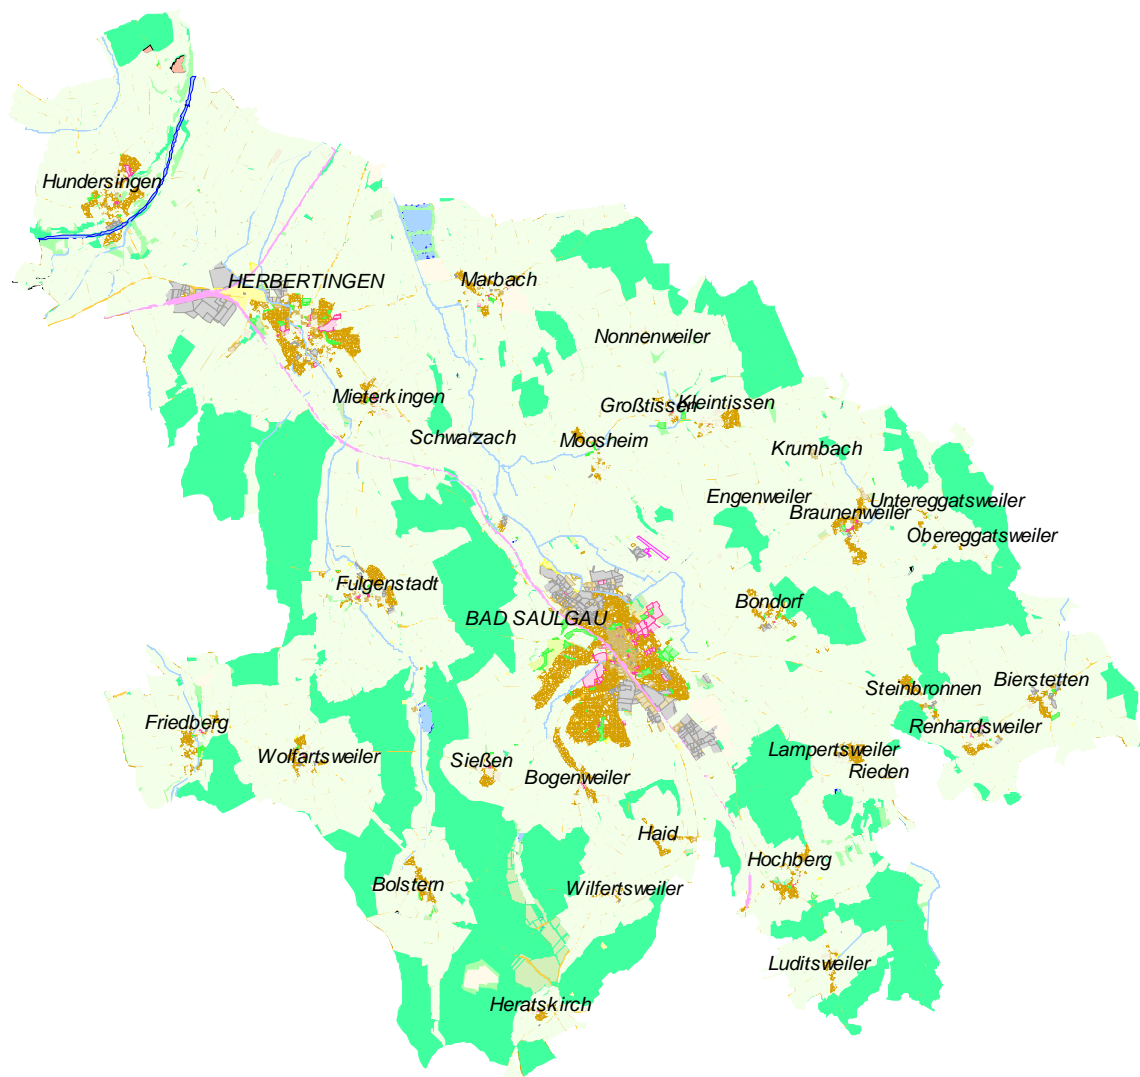 Hundersingen
HERBERTINGEN
Marbach
Nonnenweiler
Mieterkingen
Großtissen
Kleintissen
Schwarzach
Moosheim
Krumbach
Engenweiler
Untereggatsweiler
Braunenweiler
Obereggatsweiler
Fulgenstadt
Bondorf
BAD SAULGAU
Bierstetten
Steinbronnen
Friedberg
Renhardsweiler
Lampertsweiler
Wolfartsweiler
Sießen
Rieden
Bogenweiler
Haid
Hochberg
Bolstern
Wilfertsweiler
Luditsweiler
Heratskirch